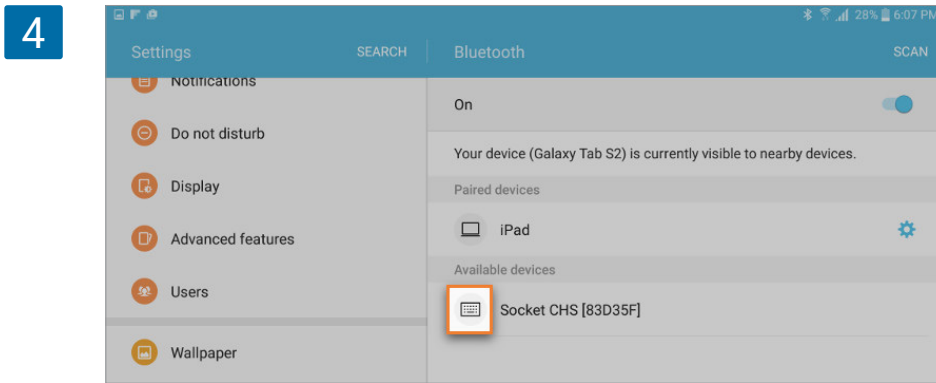 4
28% 6:07 PM
Settings SEARCH Bluetooth SCAN
Notifications
On
Do not disturb
Your device (Galaxy Tab S2) is currently visible to nearby devices.
Display
Paired devices
iPad
Advanced features
Available devices
Users
Socket CHS [83D35F]
Wallpaper